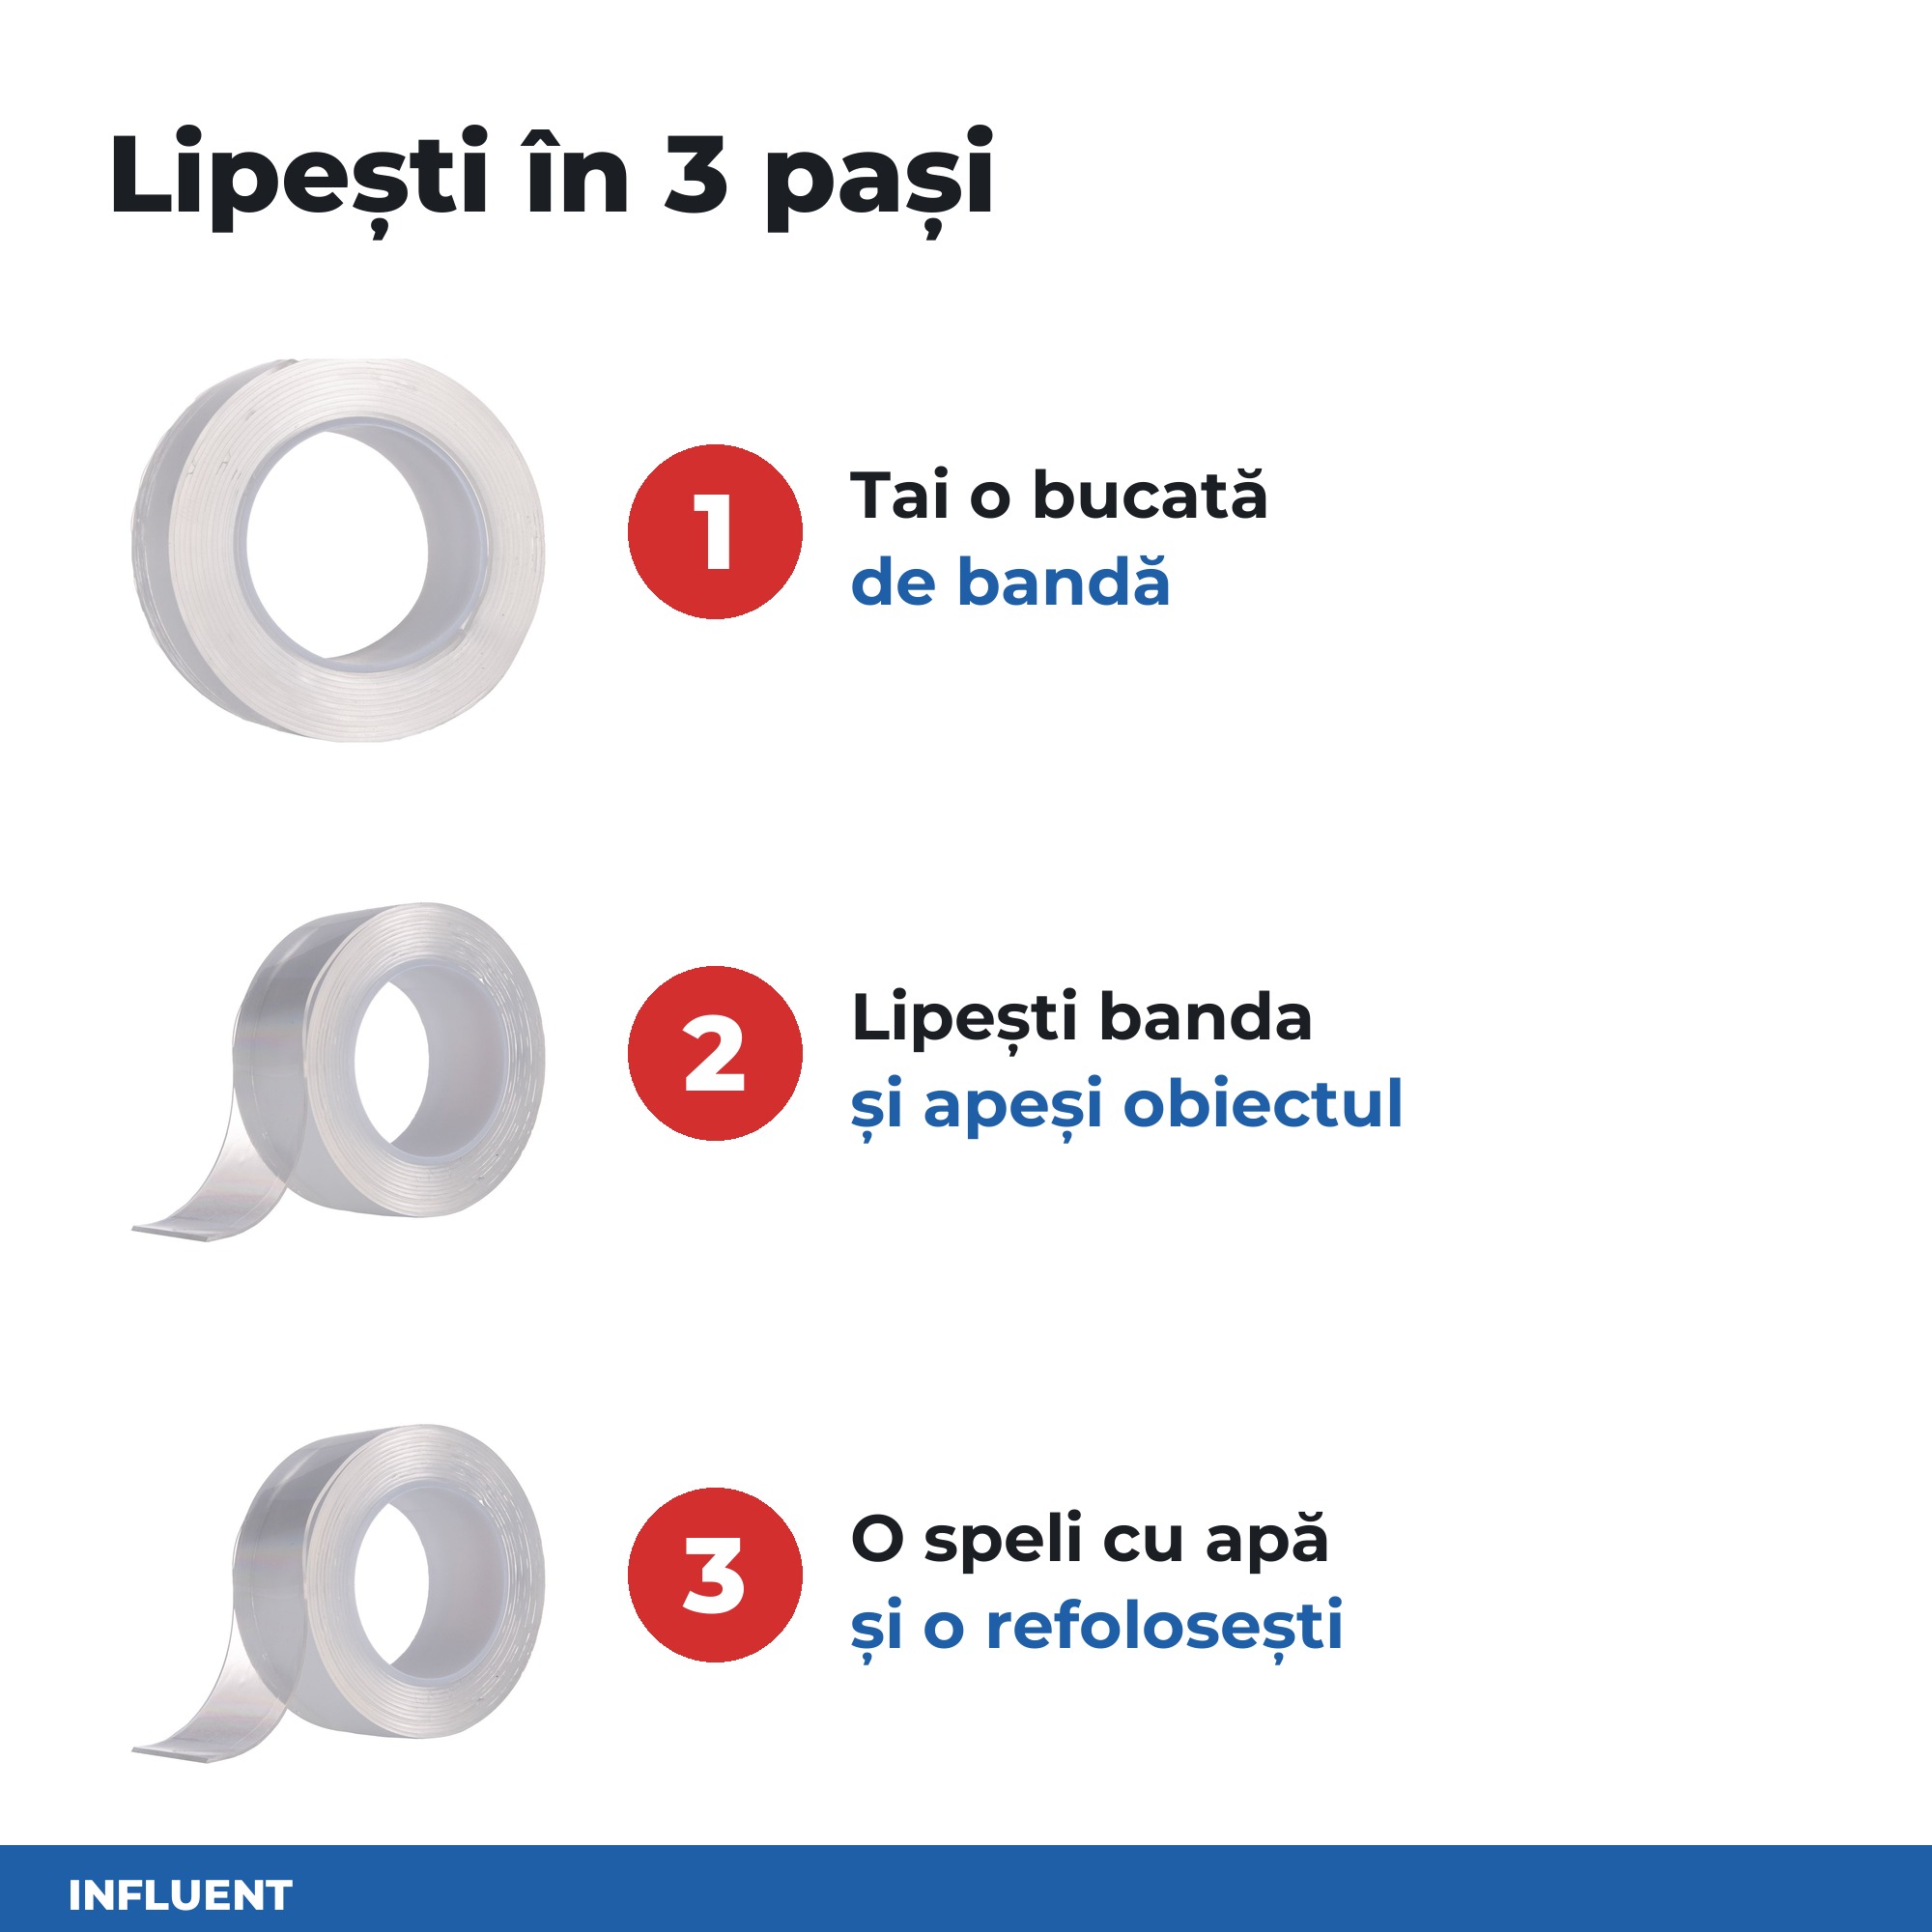 Lipești în 3 pași
1
Tai o bucată
de bandă
2
Lipești banda
și apeși obiectul
3
O speli cu apă
și o refolosești
INFLUENT